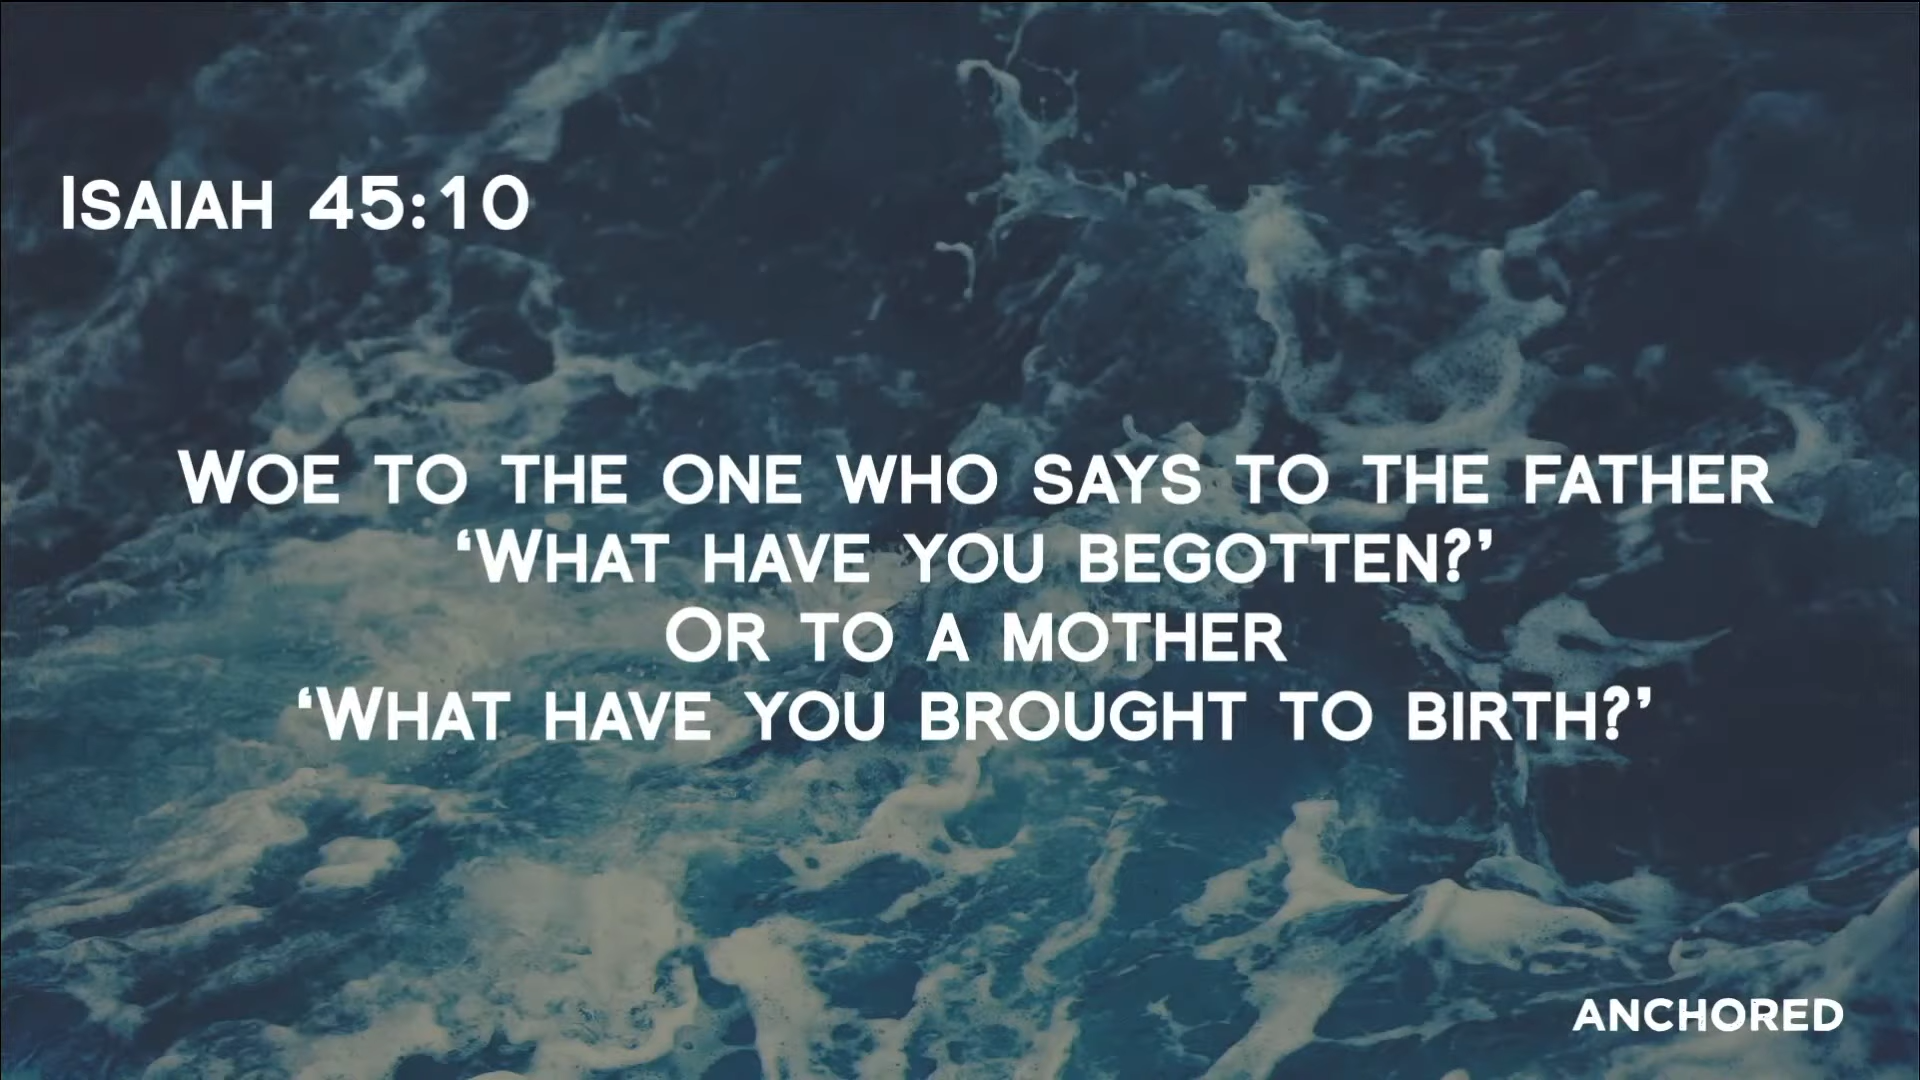 Isaiah 45:10
Woe to the one who says to the father
‘What have you begotten?’
Or to a mother
‘What have you brought to birth?’
ANCHORED